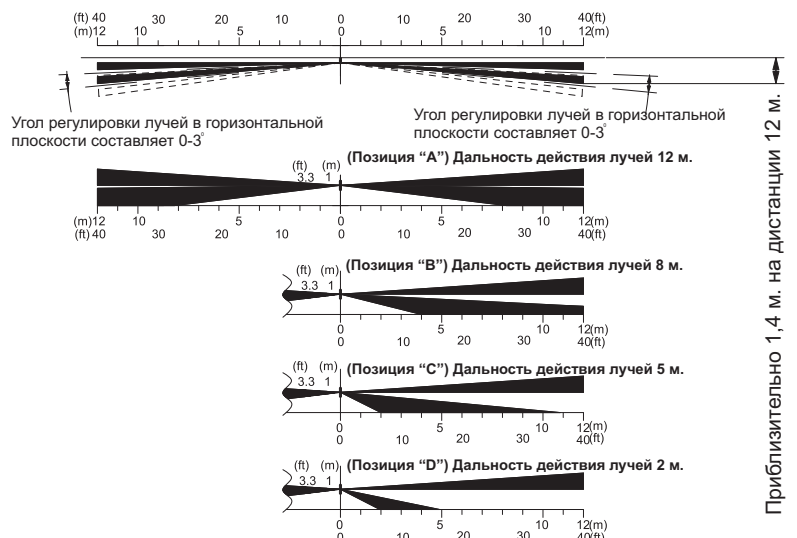 (ft) 40 30 20 10 0 10 20 30 40(ft)
(m)12 10 5 0 5 10 12(m)
Угол регулировки лучей в горизонтальной
плоскости составляет 0-3°
Угол регулировки лучей в горизонтальной
плоскости составляет 0-3°
Приблизительно 1,4 м. на дистанции 12 м.
(Позиция “A”) Дальность действия лучей 12 м.
(ft) (m)
3.3 1
(m)12 10 5 0 5 10 12(m)
(ft) 40 30 20 10 0 10 20 30 40(ft)
(Позиция “B”) Дальность действия лучей 8 м.
(ft) (m)
3.3 1
0 5 10 12(m)
0 10 20 30 40(ft)
(Позиция “C”) Дальность действия лучей 5 м.
(ft) (m)
3.3 1
0 5 10 12(m)
0 10 20 30 40(ft)
(Позиция “D”) Дальность действия лучей 2 м.
(ft) (m)
3.3 1
0 5 10 12(m)
0 10 20 30 40(ft)